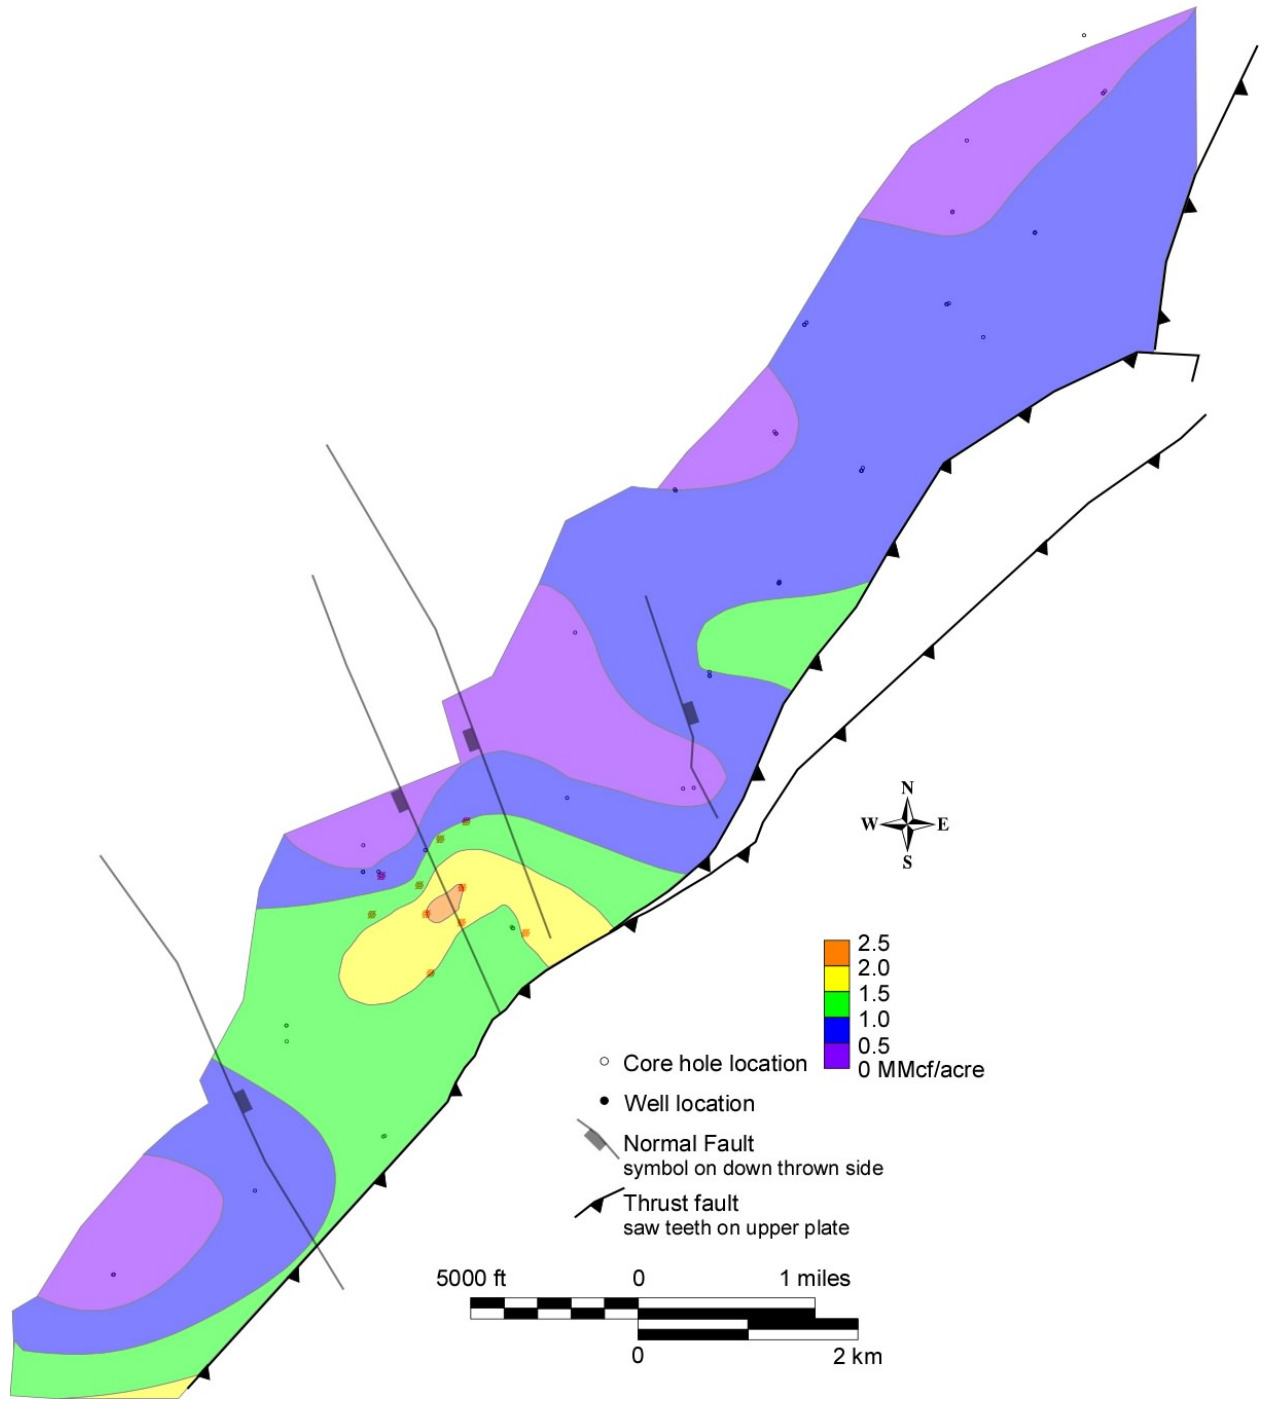 N
W E
S
2.5
2.0
1.5
1.0
0.5
0 MMcf/acre
Core hole location
Well location
Normal Fault
symbol on down thrown side
Thrust fault
saw teeth on upper plate
5000 ft 0 1 miles
0 2 km